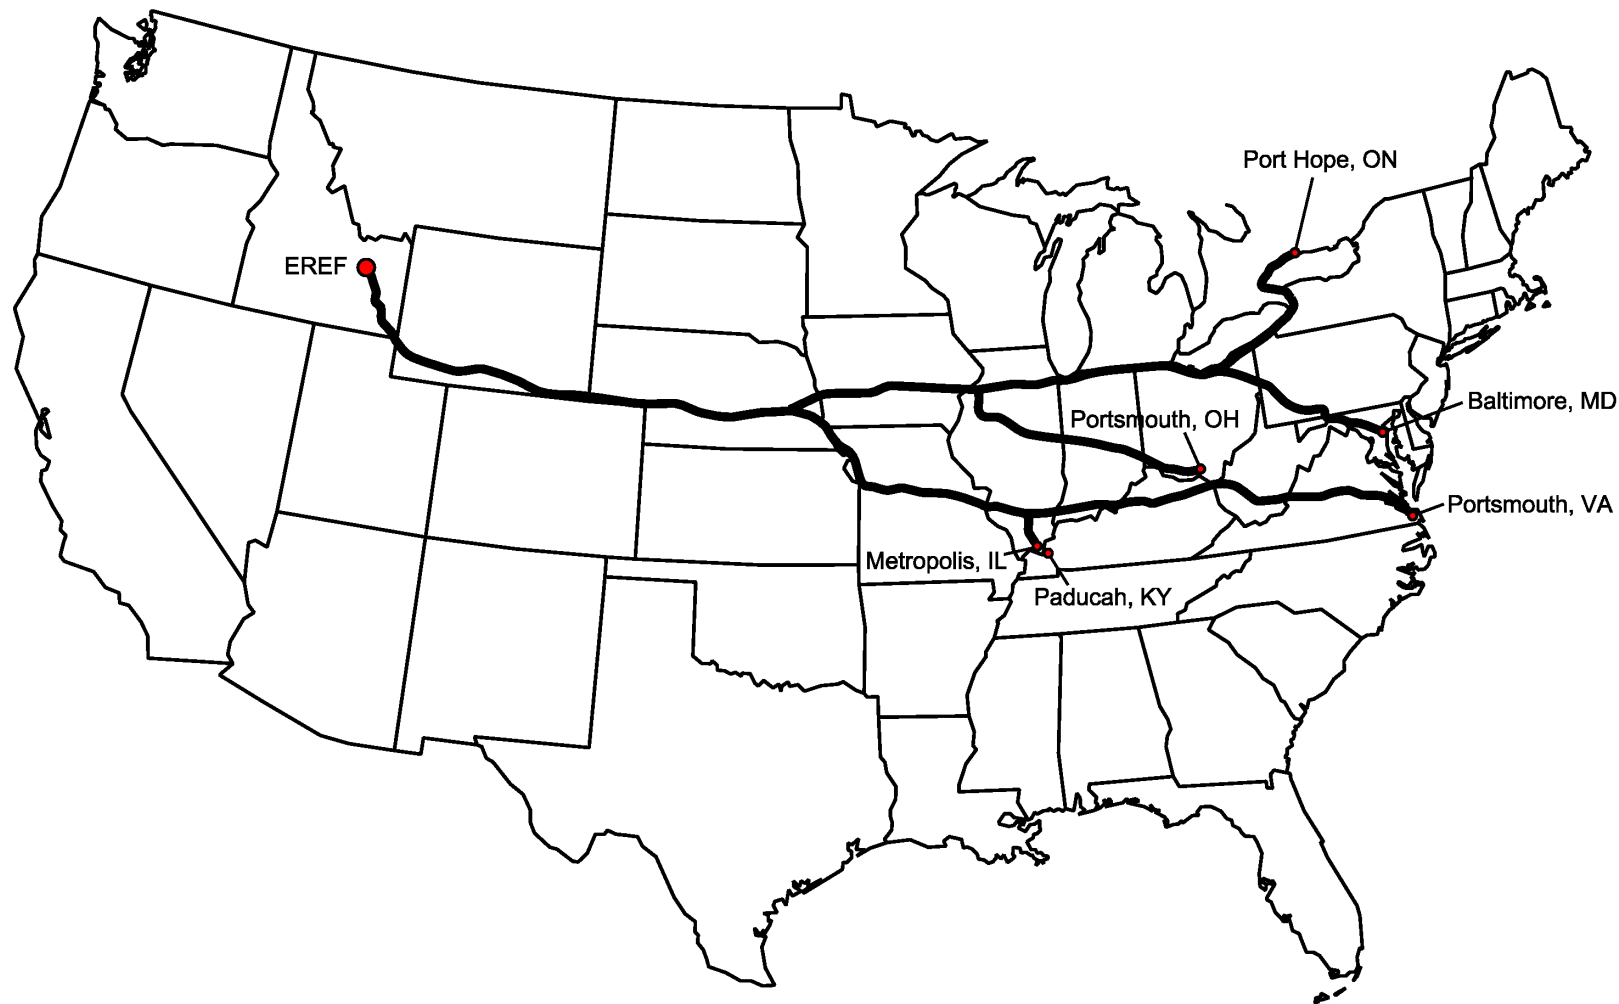 Port Hope, ON
EREF
Baltimore, MD
Portsmouth, OH
Portsmouth, VA
Metropolis, IL
Paducah, KY